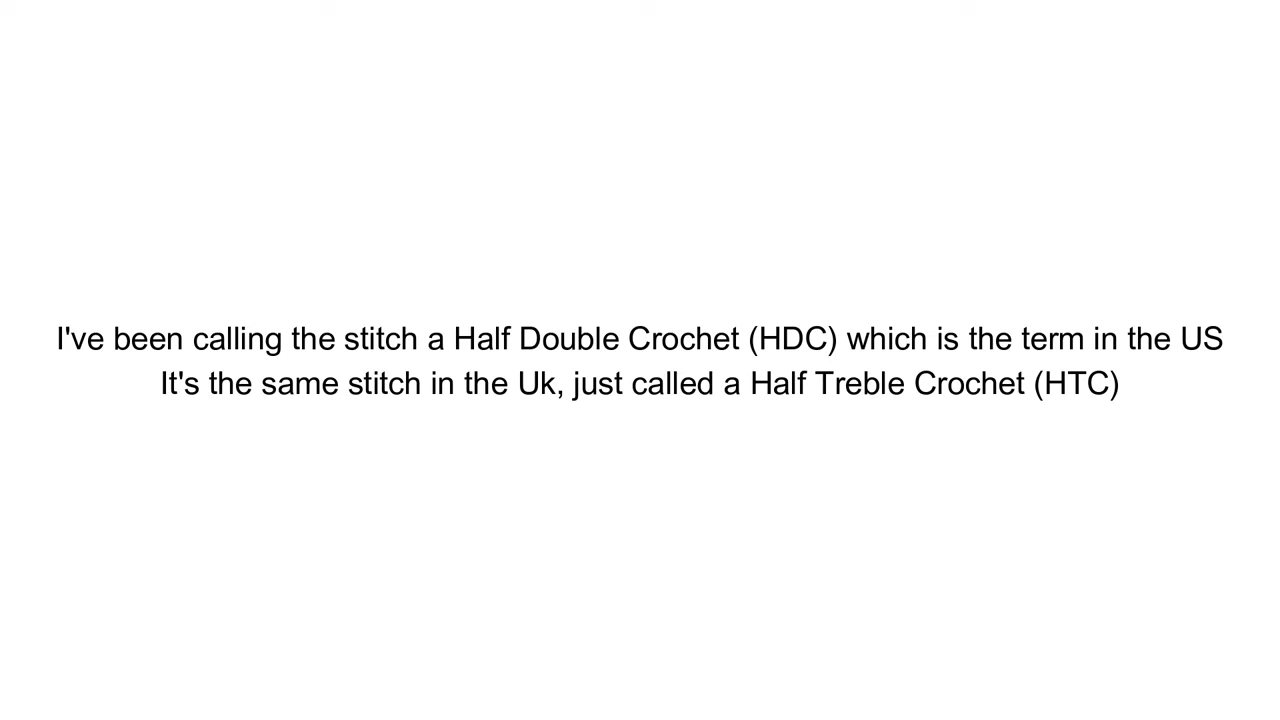 I've been calling the stitch a Half Double Crochet (HDC) which is the term in the US
It's the same stitch in the Uk, just called a Half Treble Crochet (HTC)